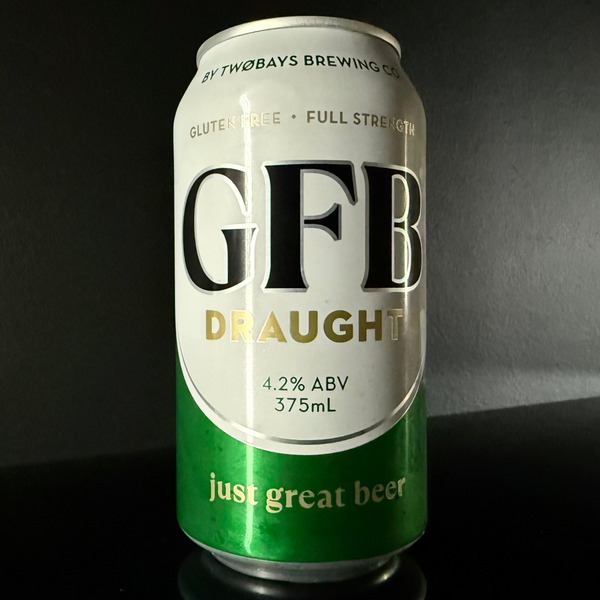 BY TWØBAYS BREWING CO
GLUTEN FREE • FULL STRENGTH
GFB
DRAUGHT
4.2% ABV
375mL
just great beer